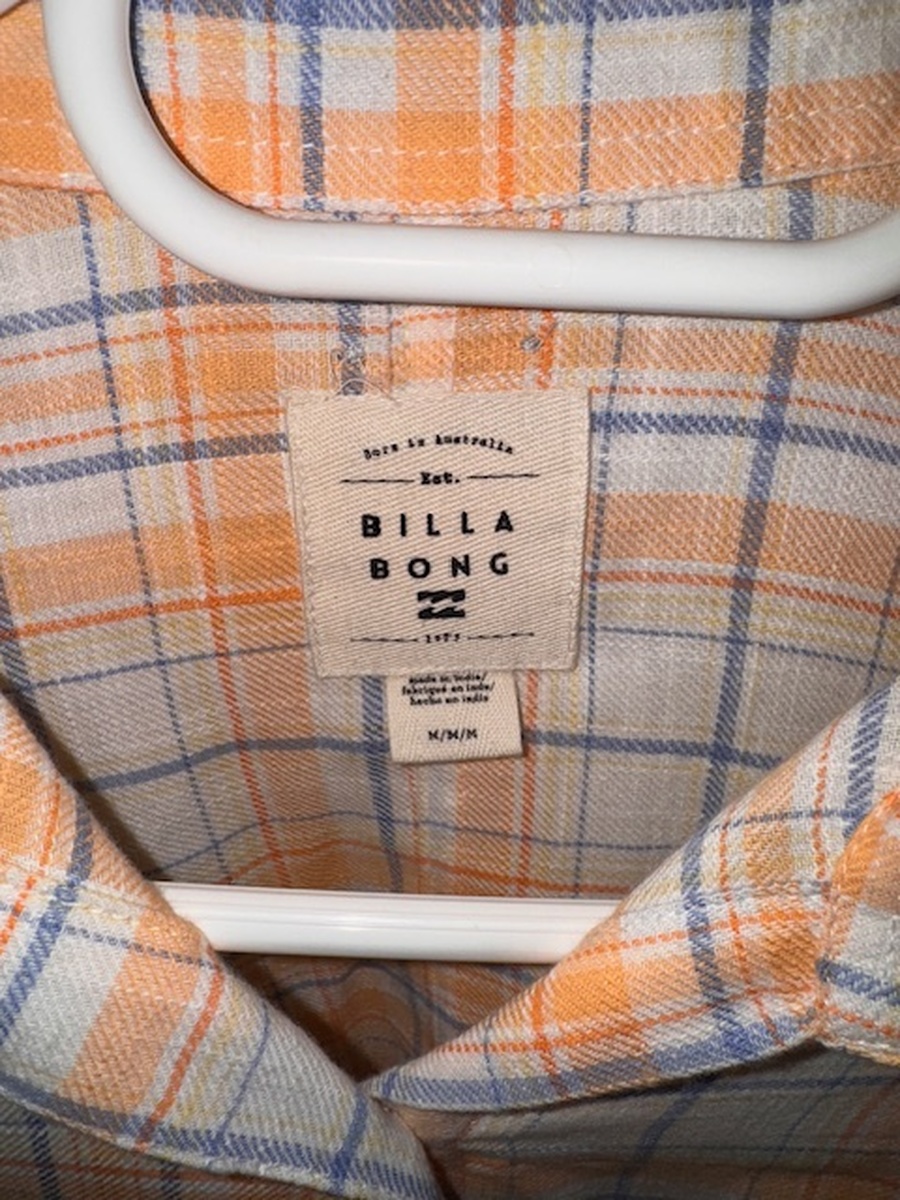 Born in Australia
Est.
BILLA
BONG
1973
made in india/
fabriqué en inde/
hecho en india
M/M/M